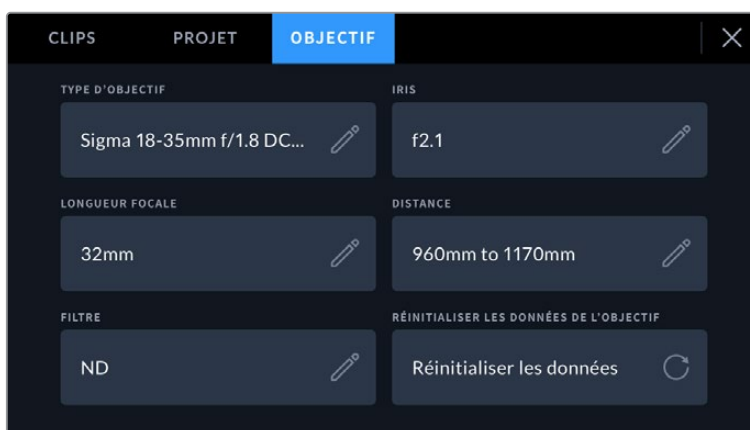 CLIPS PROJET OBJECTIF
TYPE D'OBJECTIF IRIS
Sigma 18-35mm f/1.8 DC... f2.1
LONGUEUR FOCALE DISTANCE
32mm 960mm to 1170mm
FILTRE RÉINITIALISER LES DONNÉES DE L'OBJECTIF
ND Réinitialiser les données